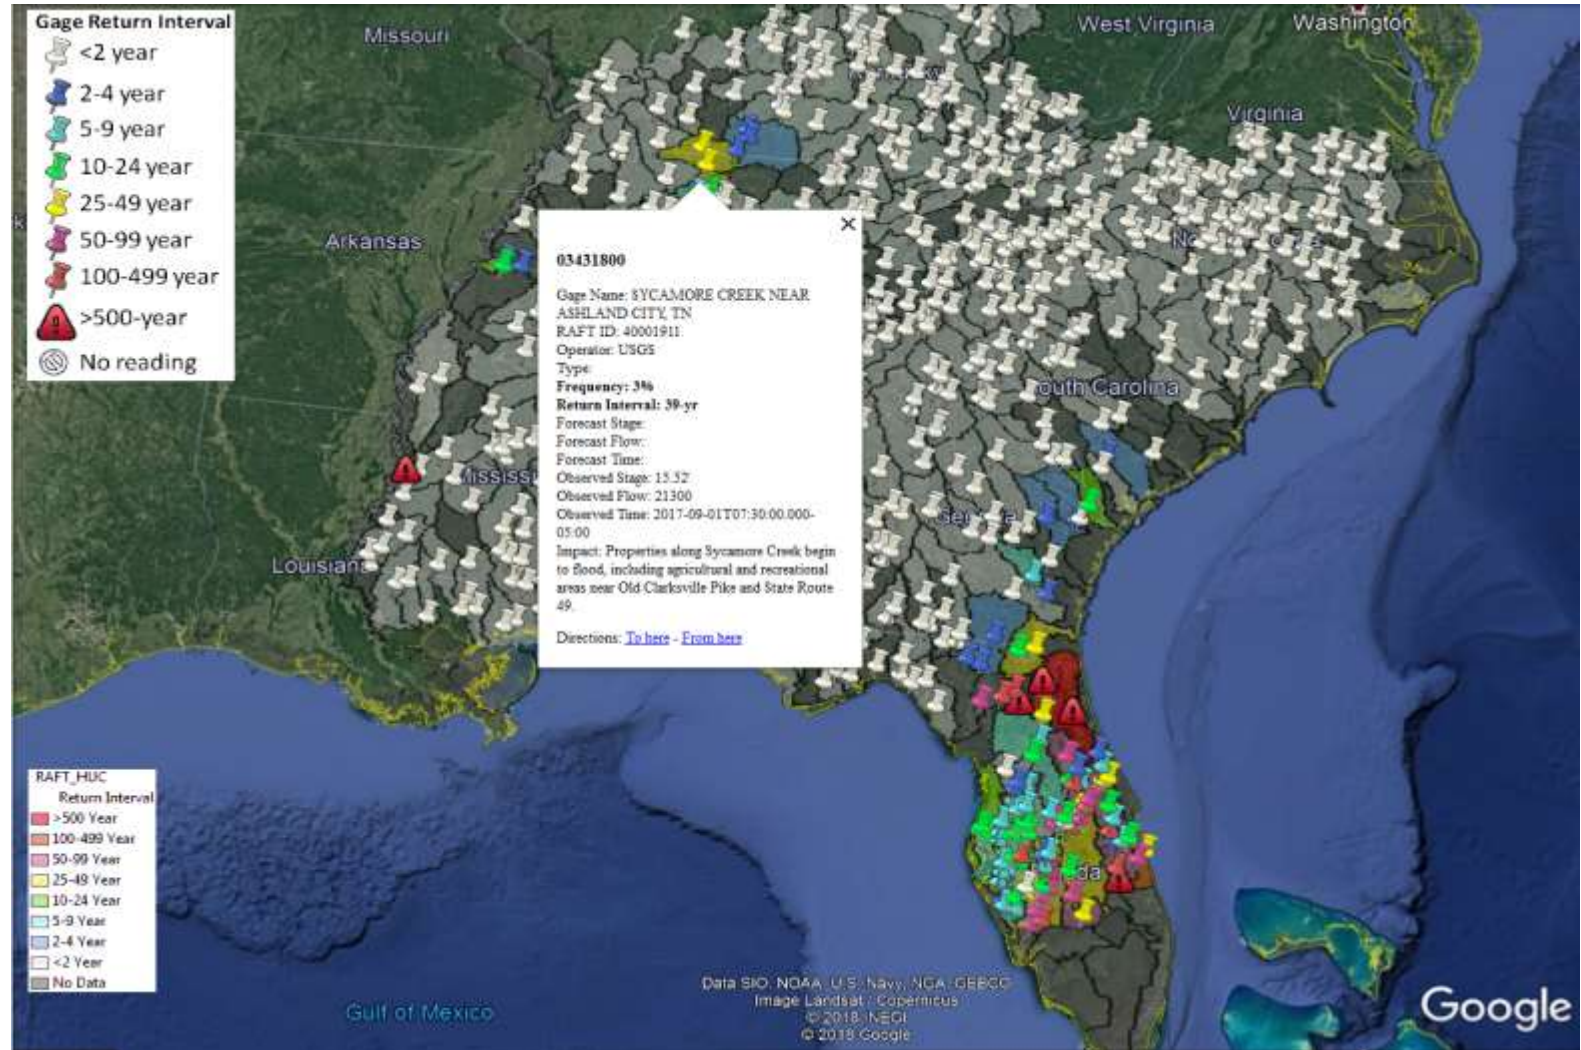 Gage Return Interval
<2 year
2-4 year
5-9 year
10-24 year
25-49 year
50-99 year
100-499 year
>500-year
No reading
Missouri
West Virginia
Washington
Virginia
Arkansas
03431800
Gage Name: SYCAMORE CREEK NEAR
ASHLAND CITY, TN
RAFT ID: 40001911
Operator: USGS
Type:
Frequency: 3%
Return Interval: 39-yr
Forecast Stage:
Forecast Flow:
Forecast Time:
Observed Stage: 15.52'
Observed Flow: 21300
Observed Time: 2017-09-01T07:30:00.000-
05:00
Impact: Properties along Sycamore Creek begin
to flood, including agricultural and recreational
areas near Old Clarksville Pike and State Route
49.
Directions: To here - From here
outh Carolina
Mississi
Louisian
RAFT_HUC
Return Interval
>500 Year
100-499 Year
50-99 Year
25-49 Year
10-24 Year
5-9 Year
2-4 Year
<2 Year
No Data
da
Gulf of Mexico
Data SIO, NOAA, U.S. Navy, NGA, GEBCO
Image Landsat / Copernicus
© 2018 INEGI
© 2018 Google
Google